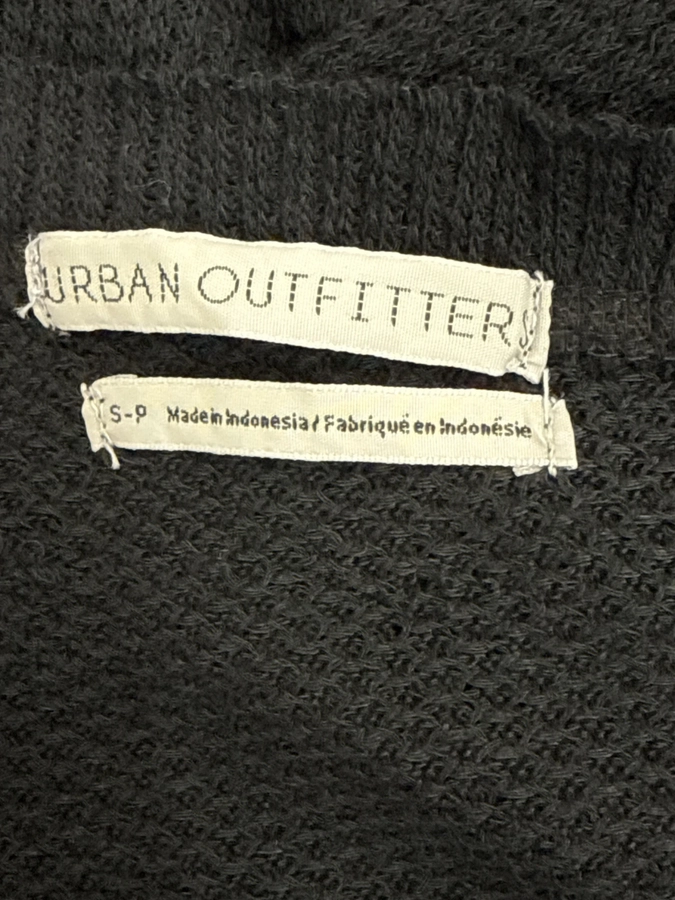 URBAN OUTFITTERS
S-P Made in Indonesia / Fabriqué en Indonésie